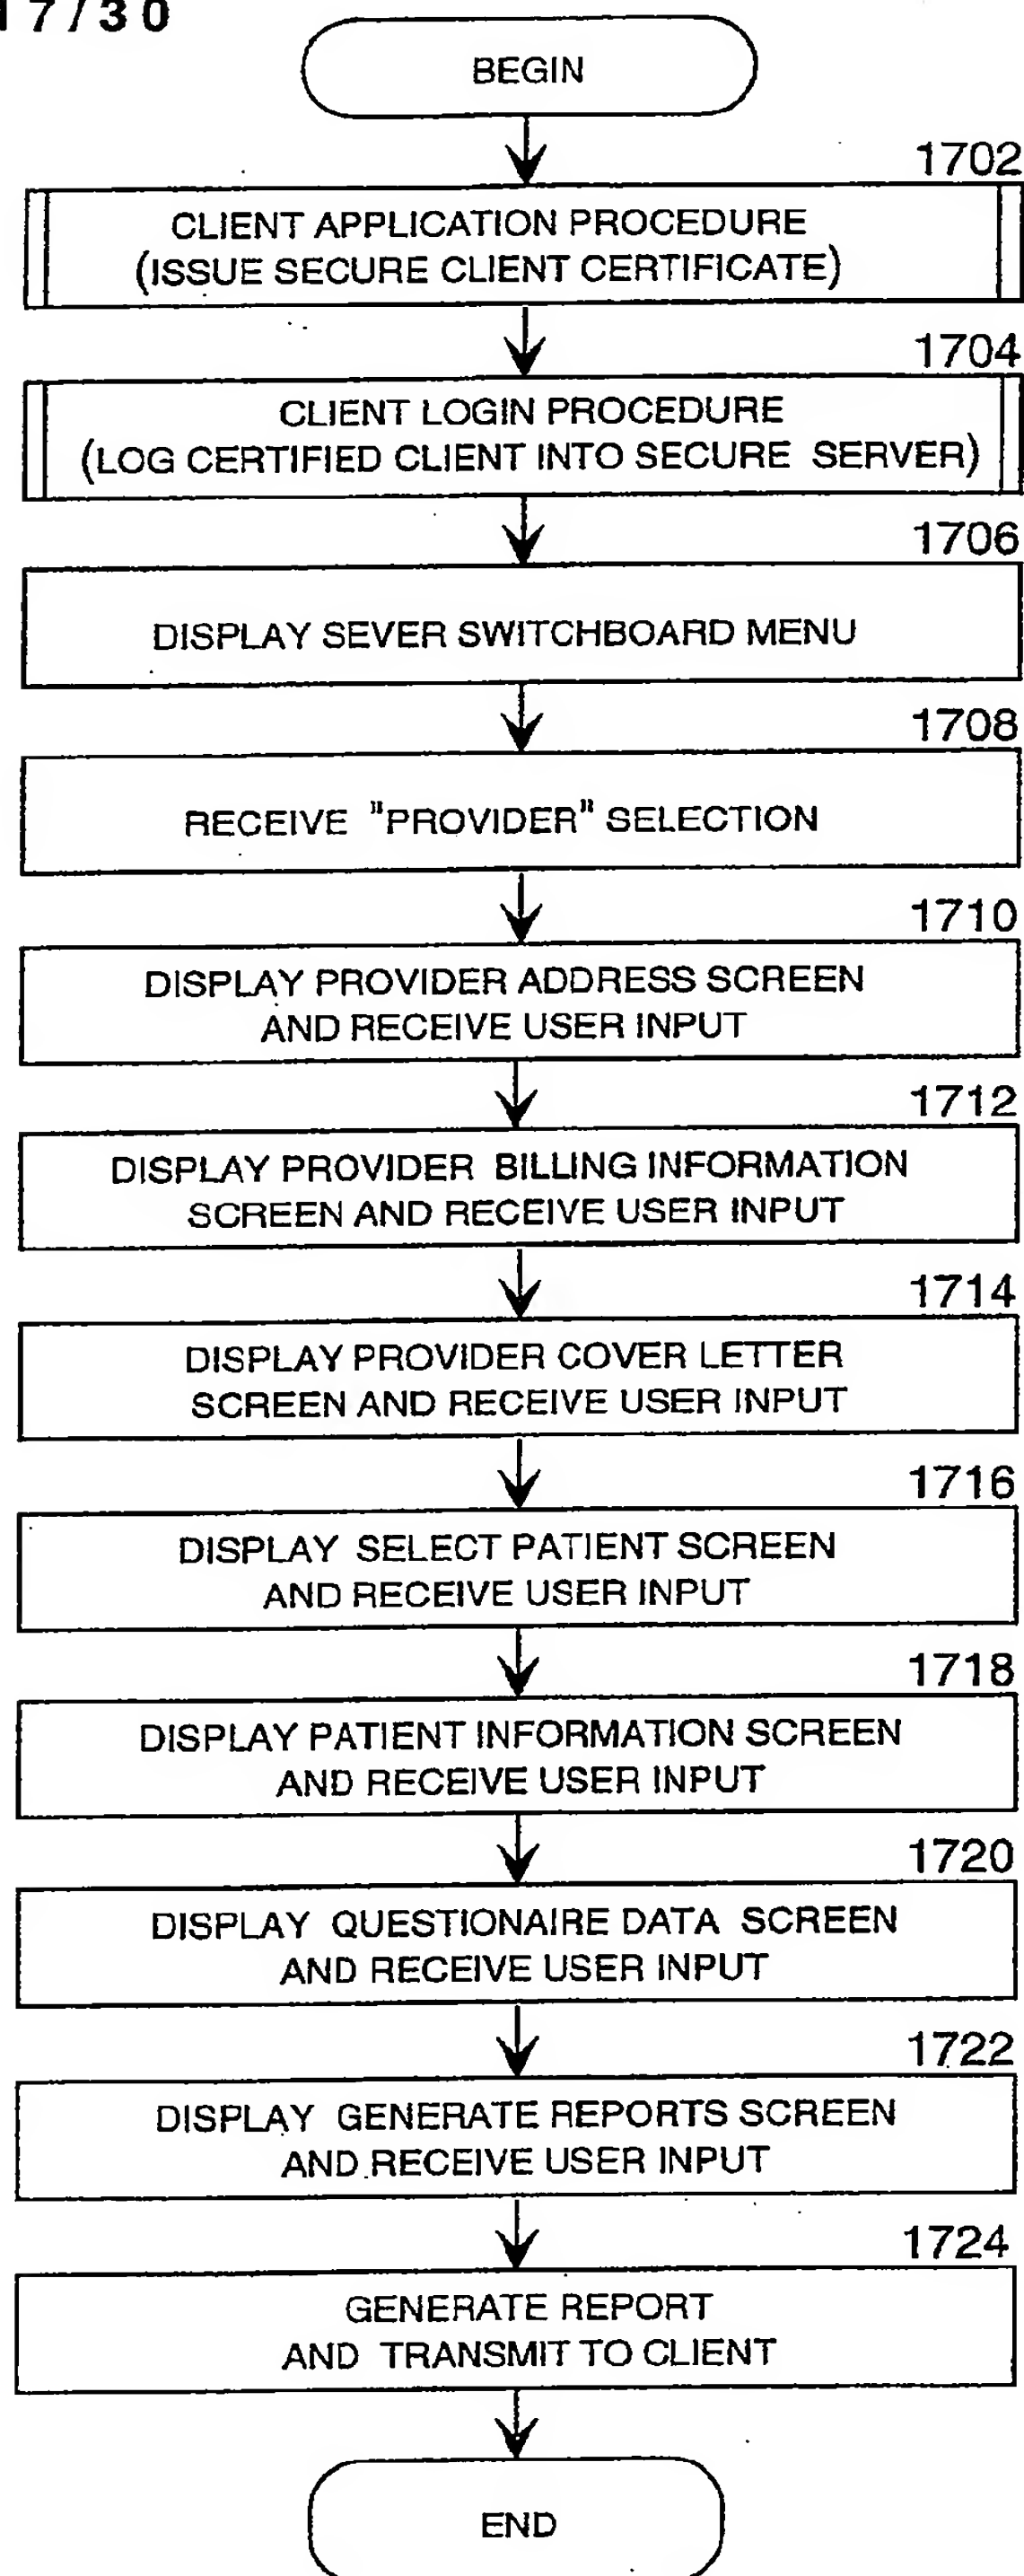 17/30
BEGIN
1702
CLIENT APPLICATION PROCEDURE
(ISSUE SECURE CLIENT CERTIFICATE)
1704
CLIENT LOGIN PROCEDURE
(LOG CERTIFIED CLIENT INTO SECURE SERVER)
1706
DISPLAY SEVER SWITCHBOARD MENU
1708
RECEIVE "PROVIDER" SELECTION
1710
DISPLAY PROVIDER ADDRESS SCREEN
AND RECEIVE USER INPUT
1712
DISPLAY PROVIDER BILLING INFORMATION
SCREEN AND RECEIVE USER INPUT
1714
DISPLAY PROVIDER COVER LETTER
SCREEN AND RECEIVE USER INPUT
1716
DISPLAY SELECT PATIENT SCREEN
AND RECEIVE USER INPUT
1718
DISPLAY PATIENT INFORMATION SCREEN
AND RECEIVE USER INPUT
1720
DISPLAY QUESTIONAIRE DATA SCREEN
AND RECEIVE USER INPUT
1722
DISPLAY GENERATE REPORTS SCREEN
AND RECEIVE USER INPUT
1724
GENERATE REPORT
AND TRANSMIT TO CLIENT
END